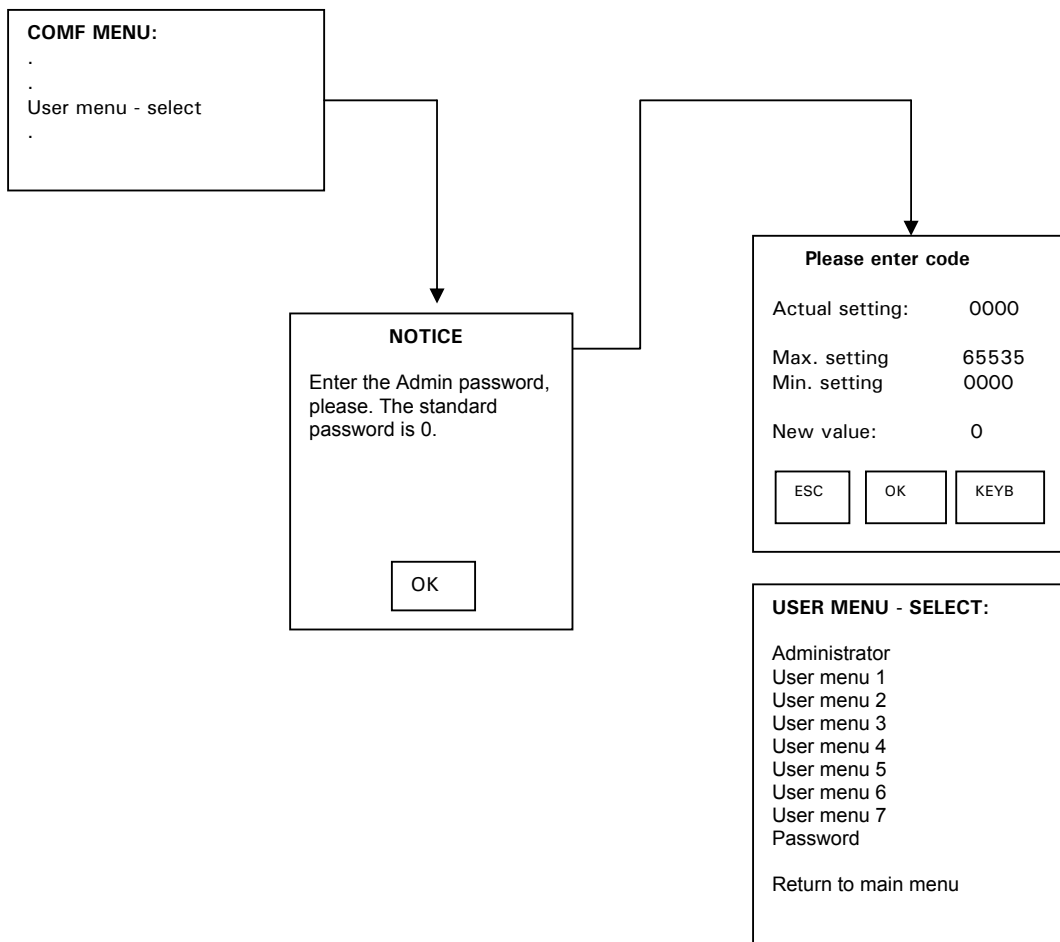 COMF MENU:
.
.
User menu - select
.
NOTICE
Enter the Admin password,
please. The standard
password is 0.
OK
Please enter code
Actual setting: 0000
Max. setting 65535
Min. setting 0000
New value: 0
ESC OK KEYB
USER MENU - SELECT:
Administrator
User menu 1
User menu 2
User menu 3
User menu 4
User menu 5
User menu 6
User menu 7
Password
Return to main menu